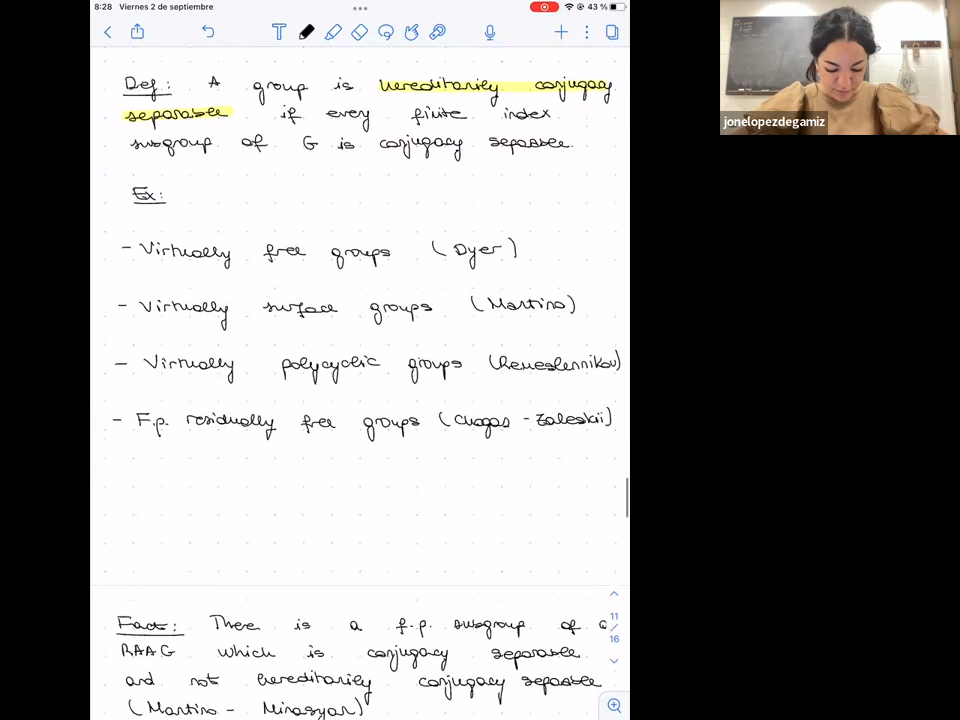 8:28 Viernes 2 de septiembre
43 %
jonelopezdegamiz
Def: A group is hereditarily conjugacy
separable if every finite index
subgroup of G is conjugacy separable.
Ex:
- Virtually free groups (Dyer)
- Virtually surface groups (Martino)
- Virtually polycyclic groups (Remeslennikov)
- F.p. residually free groups (Chagas - Zalesskii)
11
/
16
Fact: There is a f.p. subgroup of a
RAAG which is conjugacy separable
and not hereditarily conjugacy separable
(Martino - Minasyan)